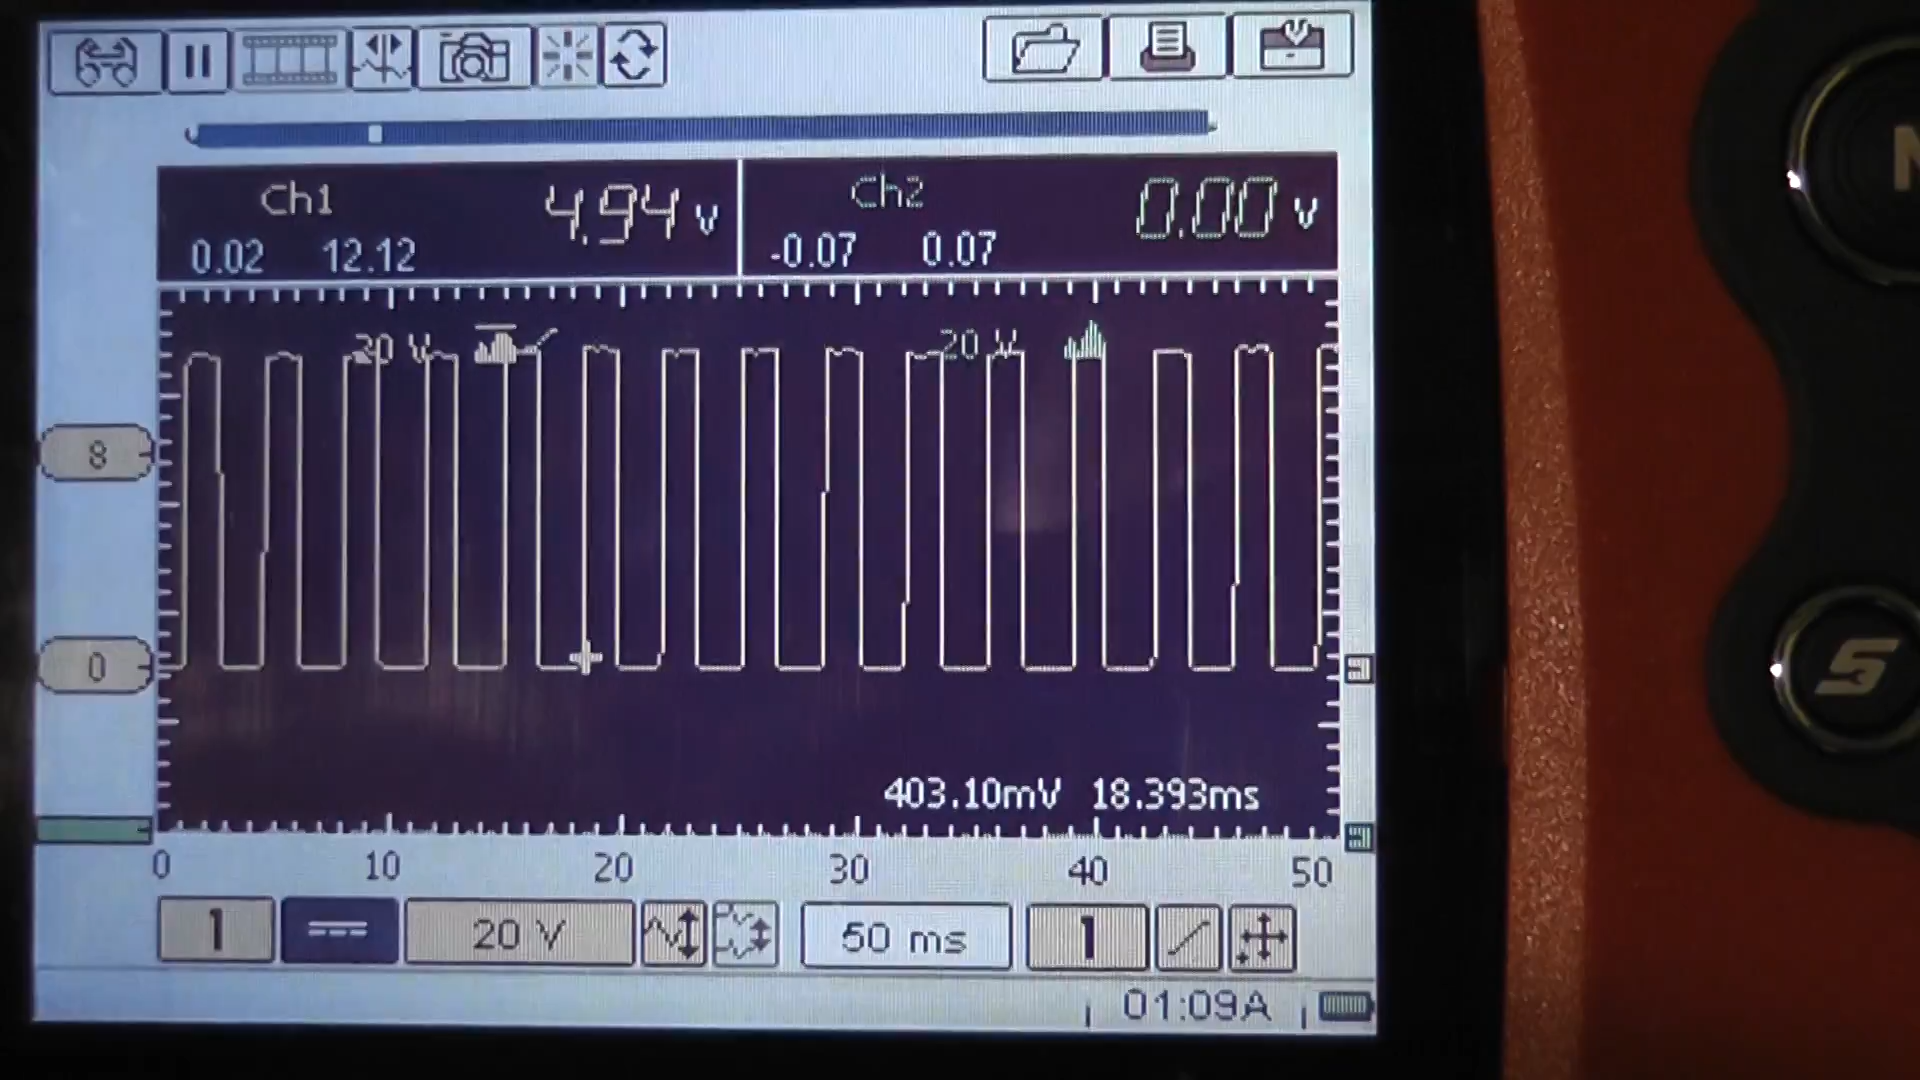 Ch1 4.94 V
0.02 12.12
Ch2 0.00 V
-0.07 0.07
20 V
-20 V
8
0
403.10mV 18.393ms
0 10 20 30 40 50
1 20 V 50 ms 1
01:09A
N
S